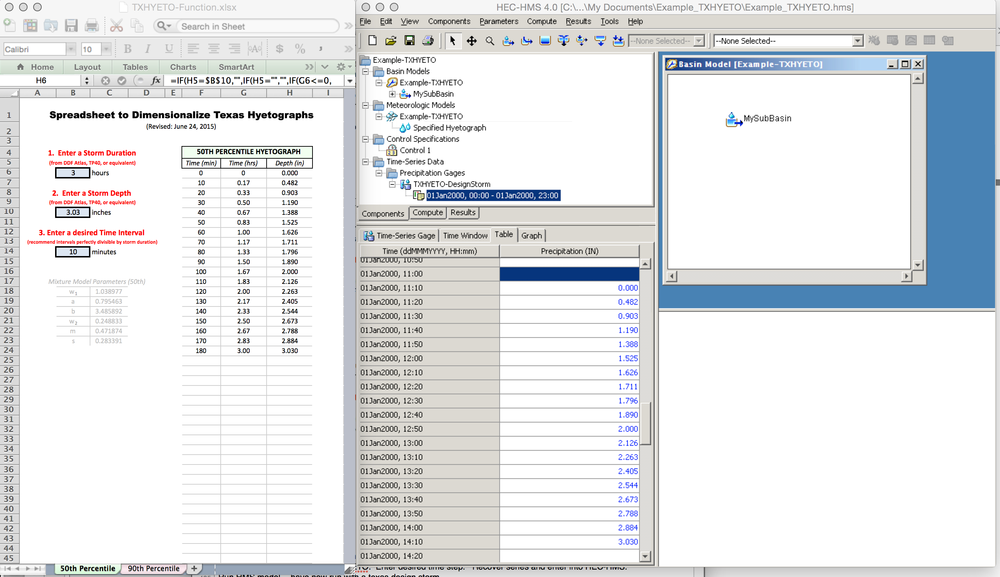 TXHYETO-Function.xlsx
Search in Sheet
Calibri 10 B I U A $ %
Home Layout Tables Charts SmartArt
H6 fx =IF(H5=$B$10,"",IF(H5="","",IF(G6<=0,
A B C D E F G H I
1 Spreadsheet to Dimensionalize Texas Hyetographs
2 (Revised: June 24, 2015)
3
4 1. Enter a Storm Duration 50TH PERCENTILE HYETOGRAPH
5 (from DDF Atlas, TP40, or equivalent) Time (min) Time (hrs) Depth (in)
6 3 hours 0 0 0.000
7 10 0.17 0.482
8 2. Enter a Storm Depth 20 0.33 0.903
9 (from DDF Atlas, TP40, or equivalent) 30 0.50 1.190
10 3.03 inches 40 0.67 1.388
11 50 0.83 1.525
12 3. Enter a desired Time Interval 60 1.00 1.626
13 (recommend intervals perfectly divisible by storm duration) 70 1.17 1.711
14 10 minutes 80 1.33 1.796
15 90 1.50 1.890
16 100 1.67 2.000
17 Mixture Model Parameters (50th) 110 1.83 2.126
18 w1 1.038977 120 2.00 2.263
19 a 0.795463 130 2.17 2.405
20 b 3.485892 140 2.33 2.544
21 w2 0.248833 150 2.50 2.673
22 m 0.471874 160 2.67 2.788
23 s 0.283391 170 2.83 2.884
24 180 3.00 3.030
25
26
27
28
29
30
31
32
33
34
35
36
37
38
39
40
41
42
43
44
45
50th Percentile 90th Percentile +
HEC-HMS 4.0 [C:\...\My Documents\Example_TXHYETO\Example_TXHYETO.hms]
File Edit View Components Parameters Compute Results Tools Help
--None Selected-- --None Selected--
Example-TXHYETO
Basin Models
Example-TXHYETO
MySubBasin
Meteorologic Models
Example-TXHYETO
Specified Hyetograph
Control Specifications
Control 1
Time-Series Data
Precipitation Gages
TXHYETO-DesignStorm
01Jan2000, 00:00 - 01Jan2000, 23:00
Components Compute Results
Time-Series Gage Time Window Table Graph
Time (ddMMMYYYY, HH:mm) Precipitation (IN)
01Jan2000, 10:50
01Jan2000, 11:00
01Jan2000, 11:10 0.000
01Jan2000, 11:20 0.482
01Jan2000, 11:30 0.903
01Jan2000, 11:40 1.190
01Jan2000, 11:50 1.388
01Jan2000, 12:00 1.525
01Jan2000, 12:10 1.626
01Jan2000, 12:20 1.711
01Jan2000, 12:30 1.796
01Jan2000, 12:40 1.890
01Jan2000, 12:50 2.000
01Jan2000, 13:00 2.126
01Jan2000, 13:10 2.263
01Jan2000, 13:20 2.405
01Jan2000, 13:30 2.544
01Jan2000, 13:40 2.673
01Jan2000, 13:50 2.788
01Jan2000, 14:00 2.884
01Jan2000, 14:10 3.030
01Jan2000, 14:20
Basin Model [Example-TXHYETO]
MySubBasin
Enter desired time step. Recover series and enter into HEC-HMS.
Run HMS model have now run with a texas design storm